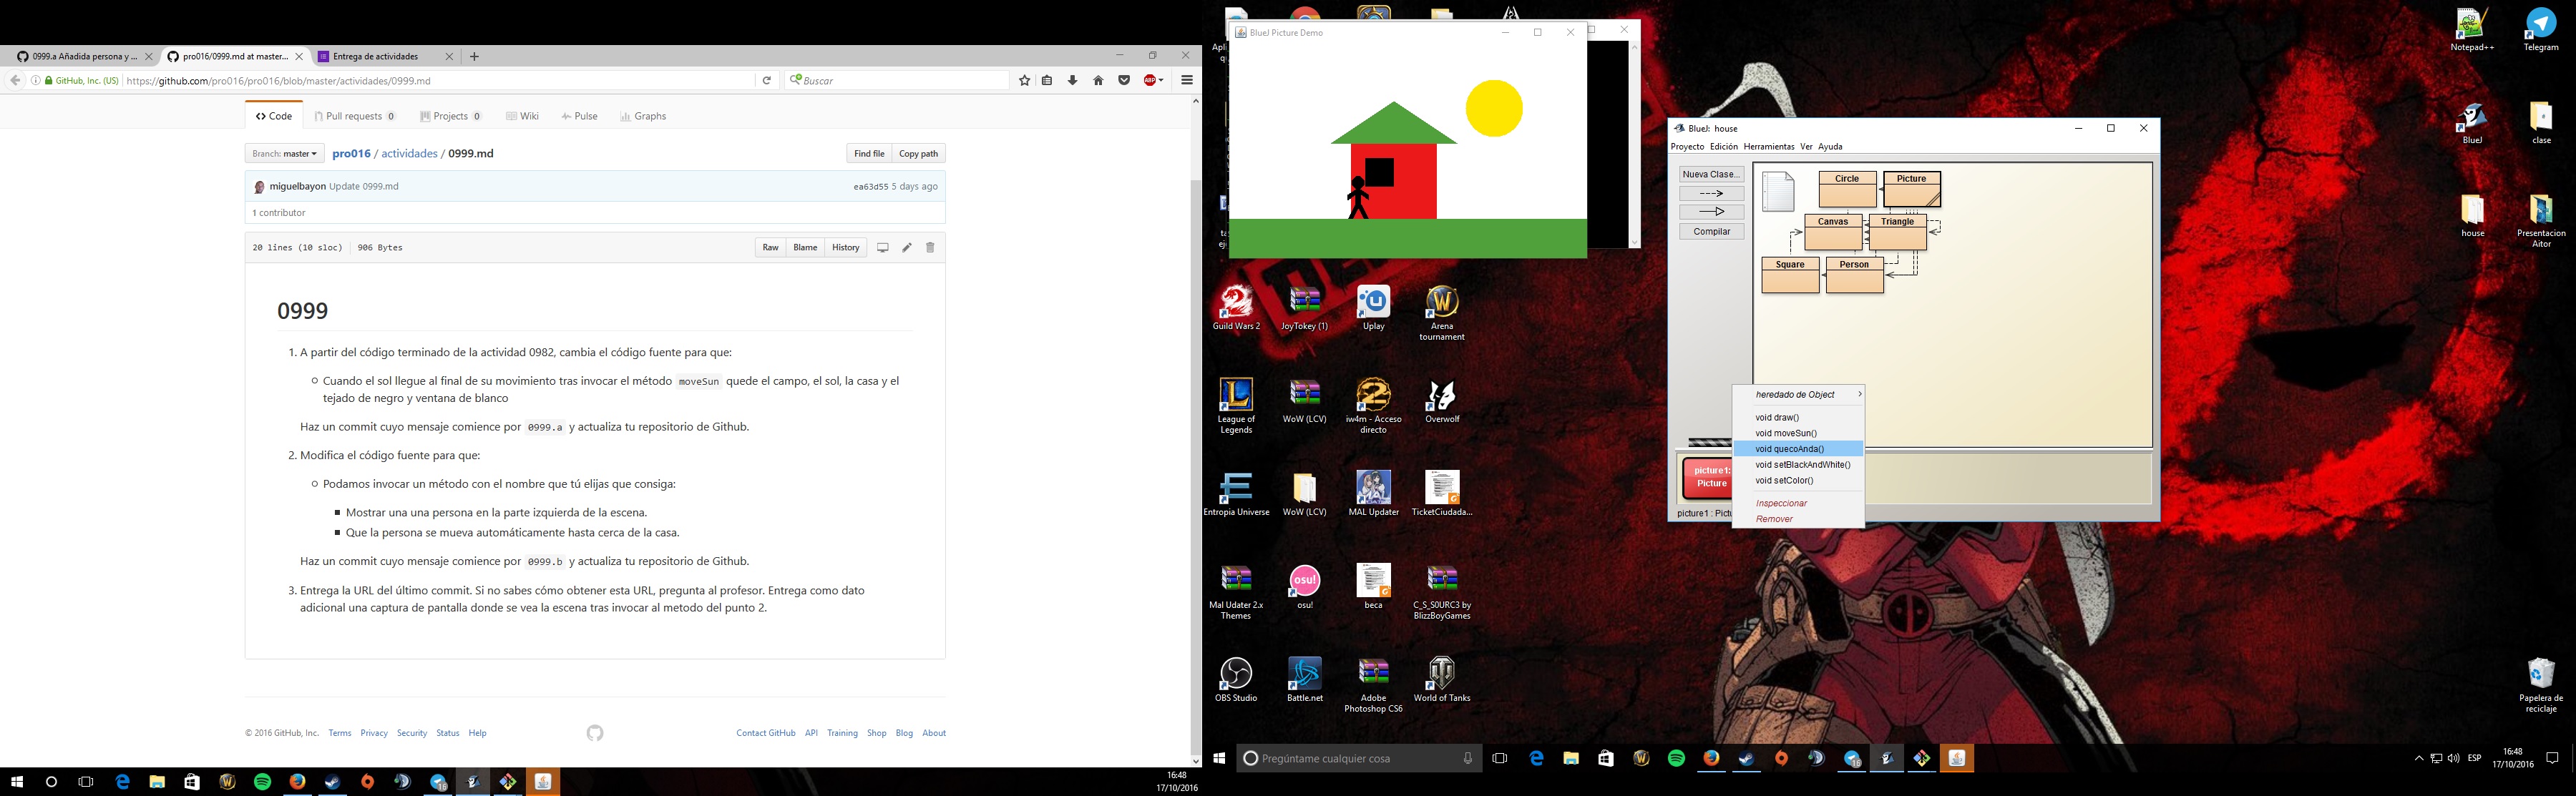 0999.a Añadida persona y ...
pro016/0999.md at master...
Entrega de actividades
GitHub, Inc. (US)
https://github.com/pro016/pro016/blob/master/actividades/0999.md
Buscar
ABP
Code
Pull requests 0
Projects 0
Wiki
Pulse
Graphs
Branch: master
pro016 / actividades / 0999.md
Find file
Copy path
miguelbayon Update 0999.md
ea63d55 5 days ago
1 contributor
20 lines (10 sloc) 906 Bytes
Raw
Blame
History
0999
1. A partir del código terminado de la actividad 0982, cambia el código fuente para que:
Cuando el sol llegue al final de su movimiento tras invocar el método moveSun quede el campo, el sol, la casa y el
tejado de negro y ventana de blanco
Haz un commit cuyo mensaje comience por 0999.a y actualiza tu repositorio de Github.
2. Modifica el código fuente para que:
Podamos invocar un método con el nombre que tú elijas que consiga:
Mostrar una una persona en la parte izquierda de la escena.
Que la persona se mueva automáticamente hasta cerca de la casa.
Haz un commit cuyo mensaje comience por 0999.b y actualiza tu repositorio de Github.
3. Entrega la URL del último commit. Si no sabes cómo obtener esta URL, pregunta al profesor. Entrega como dato
adicional una captura de pantalla donde se vea la escena tras invocar al metodo del punto 2.
© 2016 GitHub, Inc. Terms Privacy Security Status Help
Contact GitHub API Training Shop Blog About
16:48
17/10/2016
BlueJ Picture Demo
Guild Wars 2
JoyTokey (1)
Uplay
Arena
tournament
League of
Legends
WoW (LCV)
iw4m - Acceso
directo
Overwolf
Entropia Universe
WoW (LCV)
MAL Updater
TicketCiudada...
Mal Udater 2.x
Themes
osu!
osu!
beca
C_S_S0URC3 by
BlizzBoyGames
OBS Studio
Battle.net
Adobe
Photoshop CS6
World of Tanks
BlueJ: house
Proyecto Edición Herramientas Ver Ayuda
Nueva Clase...
Compilar
Circle
Picture
Canvas
Triangle
Square
Person
picture1:
Picture
heredado de Object
void draw()
void moveSun()
void quecoAnda()
void setBlackAndWhite()
void setColor()
Inspeccionar
Remover
Notepad++
Telegram
BlueJ
clase
house
Presentacion
Aitor
Papelera de
reciclaje
Pregúntame cualquier cosa
ESP
16:48
17/10/2016